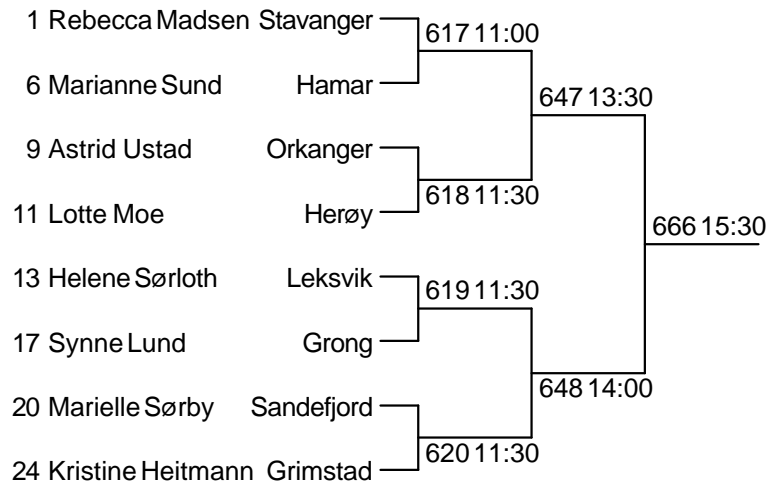 1 Rebecca Madsen Stavanger
617 11:00
6 Marianne Sund Hamar
647 13:30
9 Astrid Ustad Orkanger
618 11:30
11 Lotte Moe Herøy
666 15:30
13 Helene Sørloth Leksvik
619 11:30
17 Synne Lund Grong
648 14:00
20 Marielle Sørby Sandefjord
620 11:30
24 Kristine Heitmann Grimstad